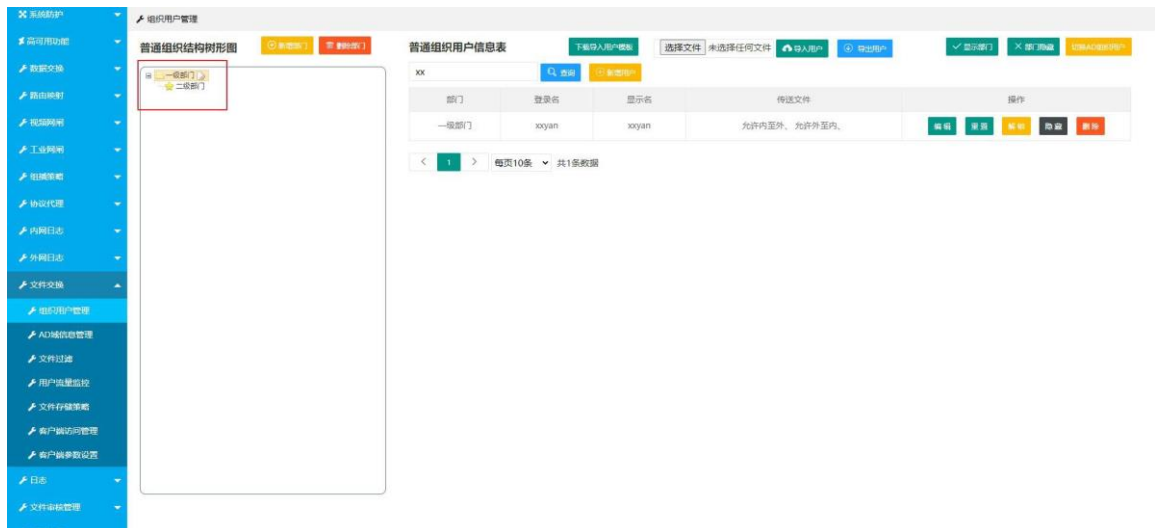 系统防护
高可用功能
数据交换
路由映射
视频网闸
工业网闸
组播策略
协议代理
内网日志
外网日志
文件交换
组织用户管理
AD域信息管理
文件过滤
用户流量监控
文件存储策略
客户端访问管理
客户端参数设置
日志
文件审核管理
组织用户管理
普通组织结构树形图 新增部门 删除部门
一级部门
二级部门
普通组织用户信息表 下载导入用户模板 选择文件 未选择任何文件 导入用户 导出用户 显示部门 部门隐藏 切换AD组织用户
xx 查询 新增用户
部门 登录名 显示名 传送文件 操作
一级部门 xxyan xxyan 允许内至外、允许外至内、 编辑 重置 解锁 隐藏 删除
< 1 > 每页10条 共1条数据